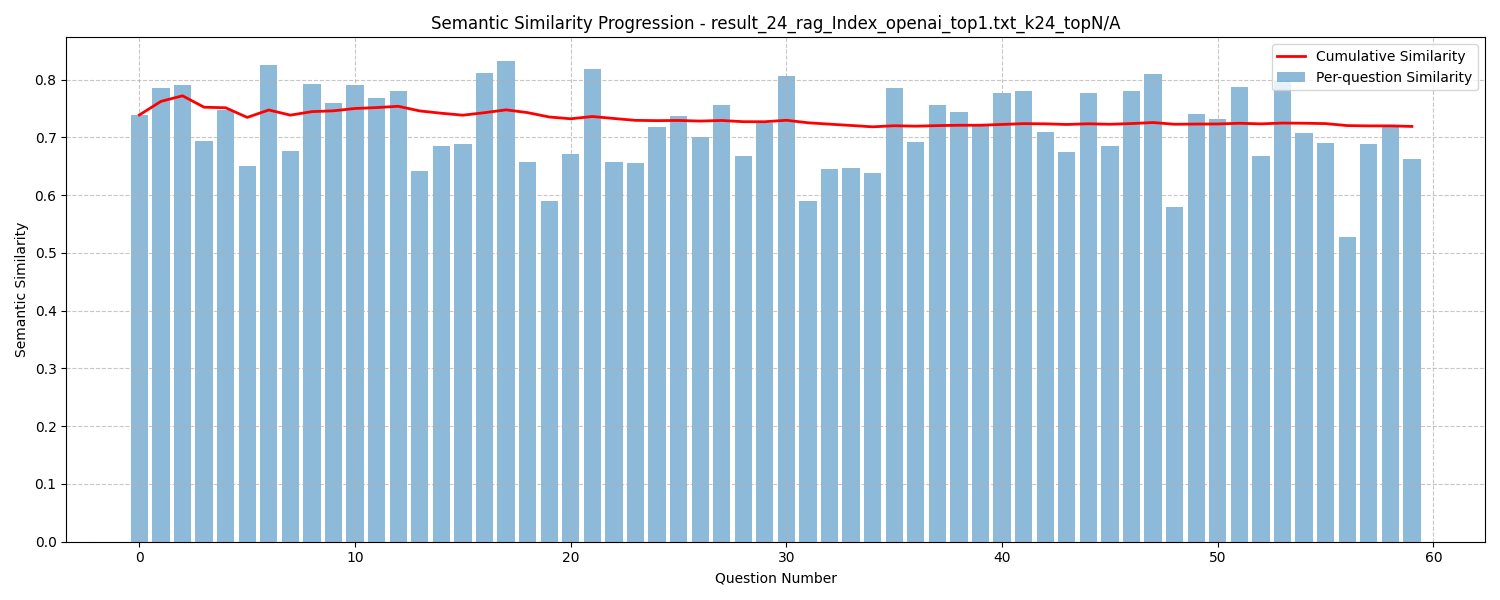 Semantic Similarity Progression - result_24_rag_Index_openai_top1.txt_k24_topN/A
Cumulative Similarity
Per-question Similarity
Semantic Similarity
0.8
0.7
0.6
0.5
0.4
0.3
0.2
0.1
0.0
0 10 20 30 40 50 60
Question Number